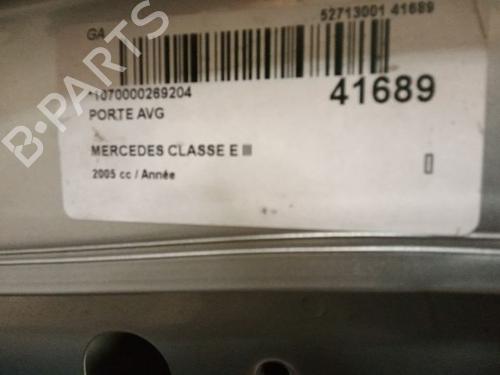 GA
52713001 41689
*1070000269204
41689
PORTE AVG
MERCEDES CLASSE E III
2005 cc / Année
B-PARTS